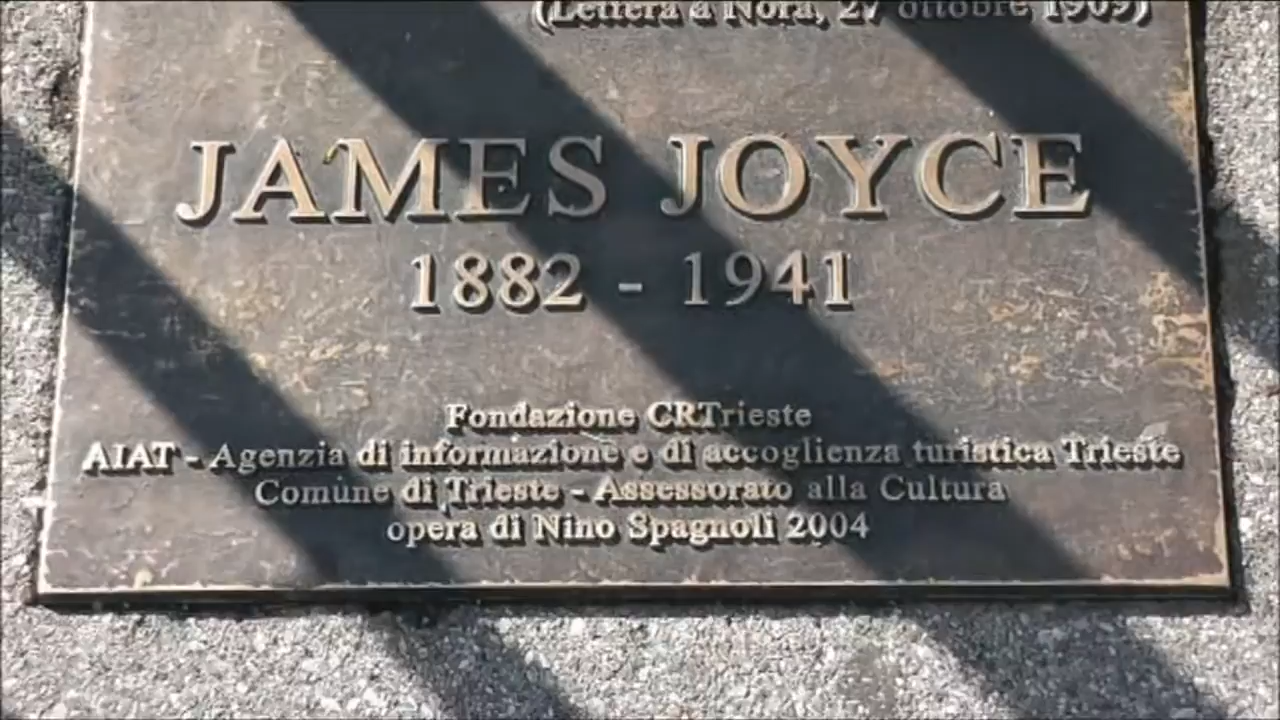 (Lettera a Nora, 27 ottobre 1909)
JAMES JOYCE
1882 - 1941
Fondazione CRTrieste
AIAT - Agenzia di informazione e di accoglienza turistica Trieste
Comune di Trieste - Assessorato alla Cultura
opera di Nino Spagnoli 2004